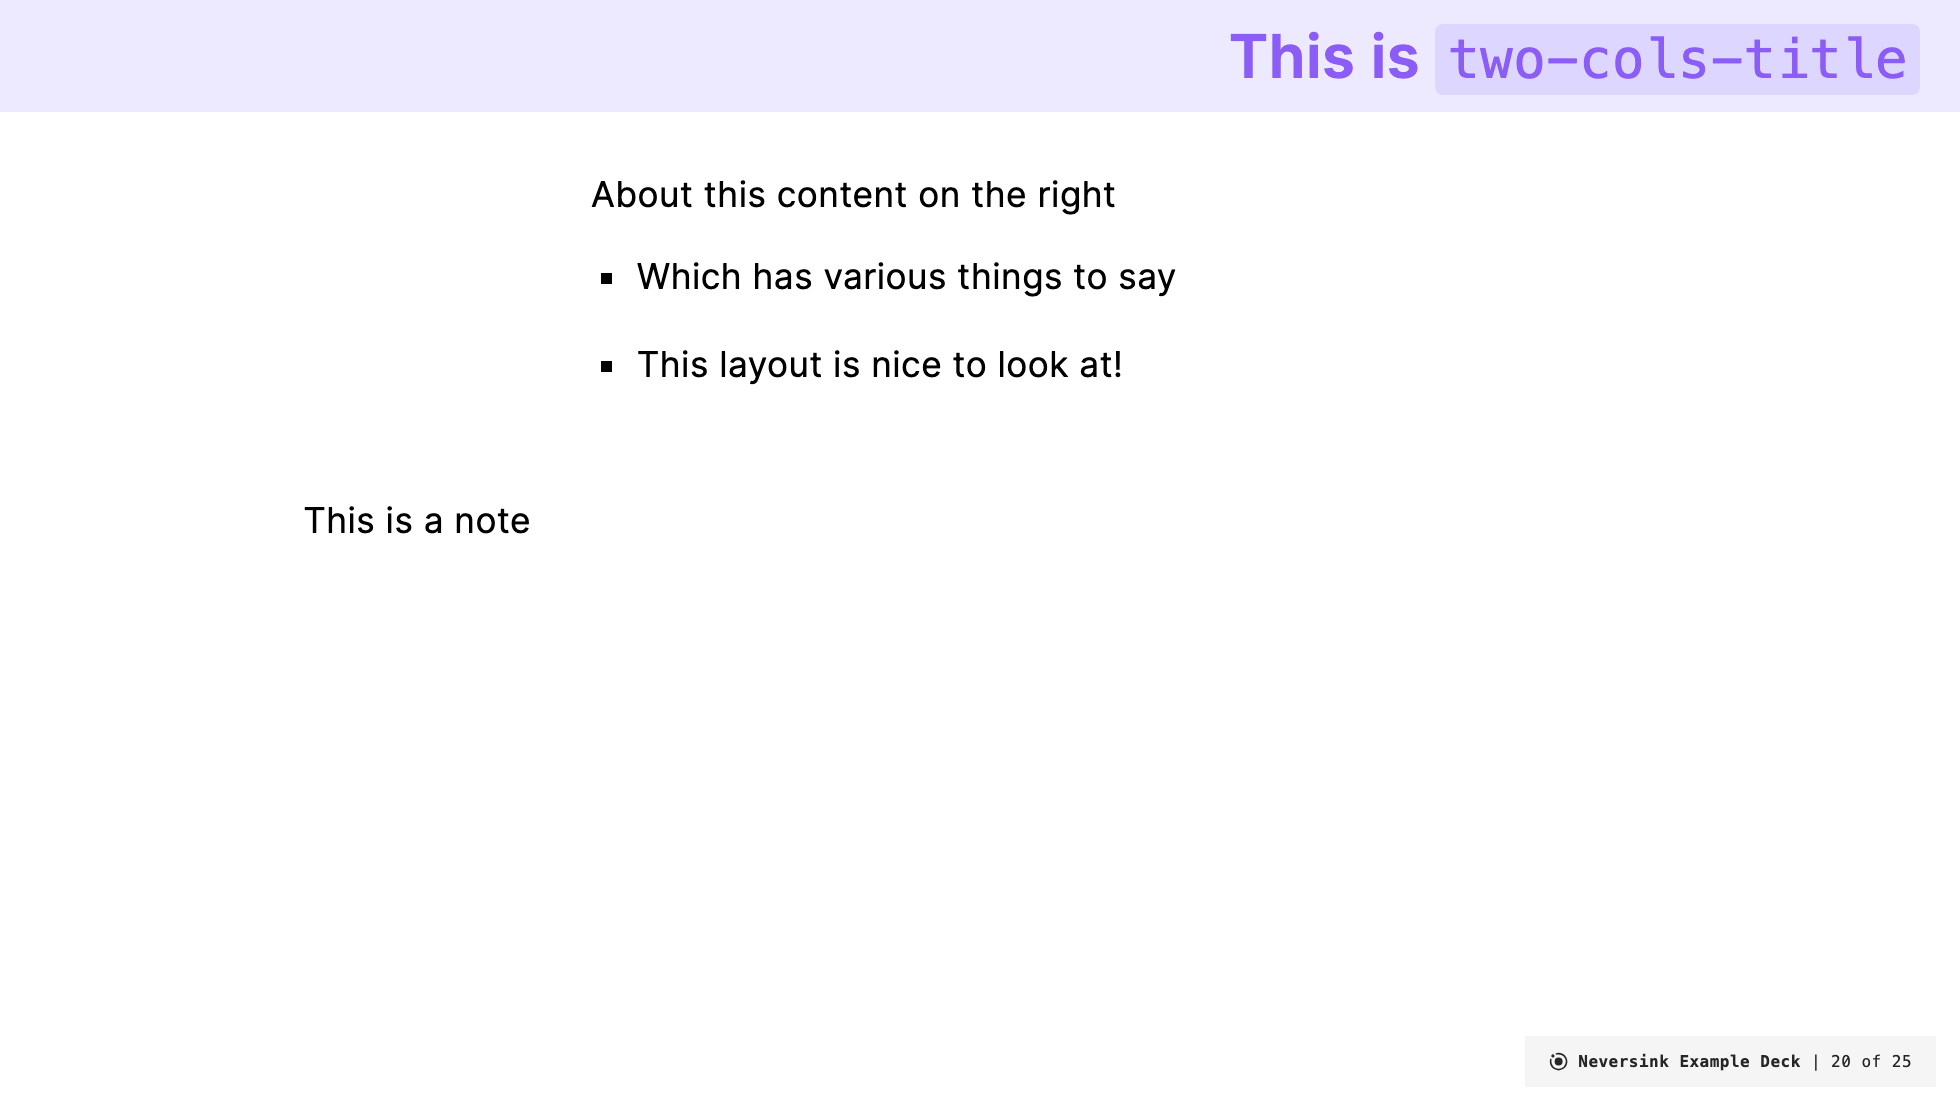 This is two-cols-title
About this content on the right
▪ Which has various things to say
▪ This layout is nice to look at!
This is a note
Neversink Example Deck | 20 of 25